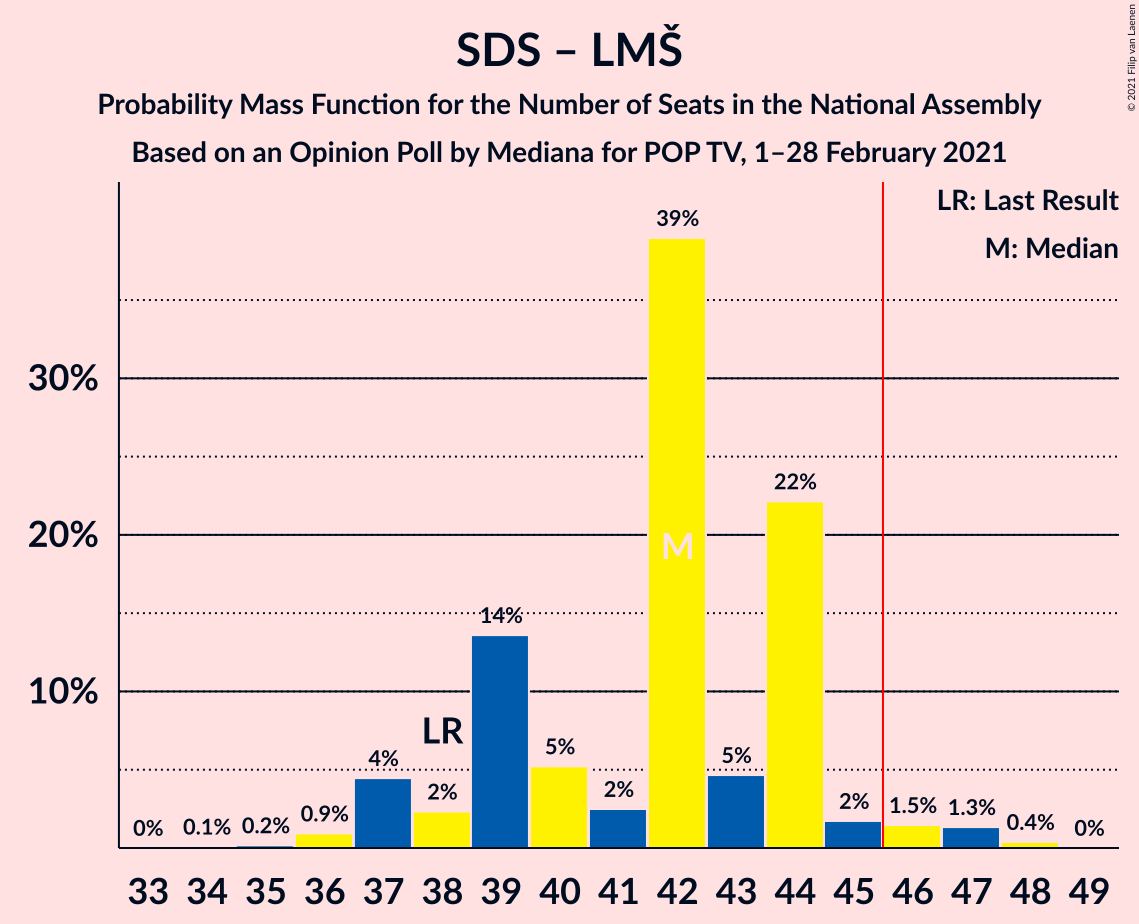 SDS – LMŠ
Probability Mass Function for the Number of Seats in the National Assembly
Based on an Opinion Poll by Mediana for POP TV, 1–28 February 2021
© 2021 Filip van Laenen
LR: Last Result
M: Median
30%
20%
10%
0%
0.1%
0.2%
0.9%
4%
2%
LR
14%
5%
2%
39%
M
5%
22%
2%
1.5%
1.3%
0.4%
0%
33 34 35 36 37 38 39 40 41 42 43 44 45 46 47 48 49